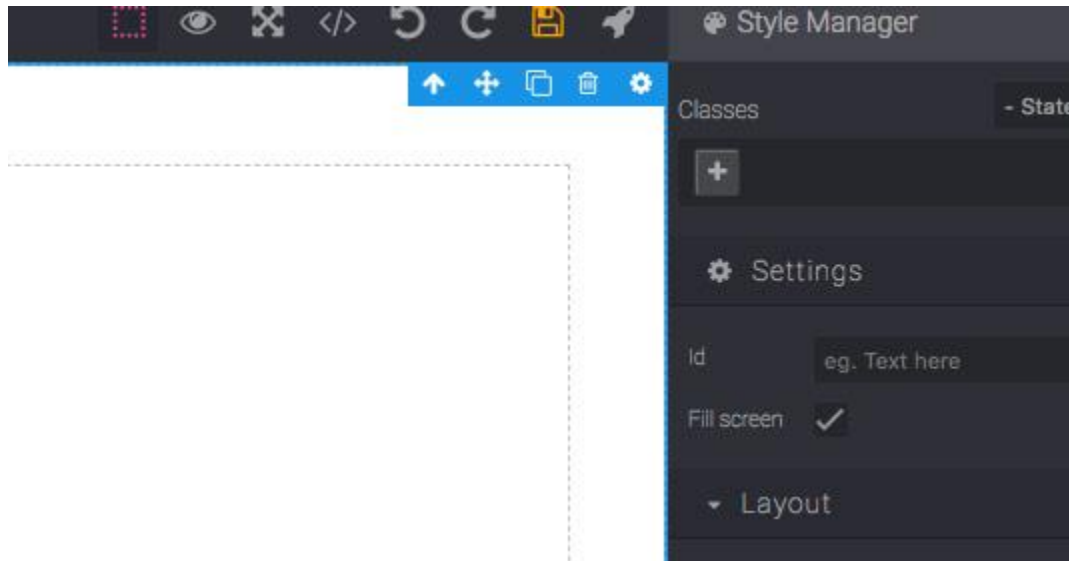 </>
Style Manager
Classes
- State
Settings
Id
eg. Text here
Fill screen
Layout